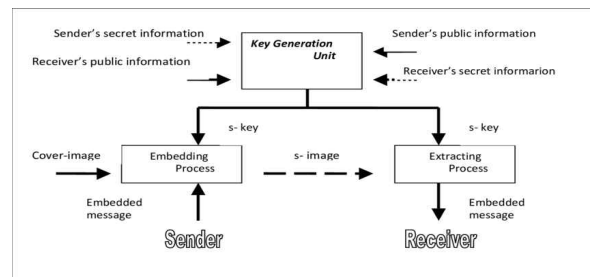 Sender's secret information
Receiver's public information
Key Generation
Unit
Sender's public information
Receiver's secret informarion
s- key
s- key
Cover-image
Embedding
Process
s- image
Extracting
Process
Embedded
message
Embedded
message
Sender
Receiver